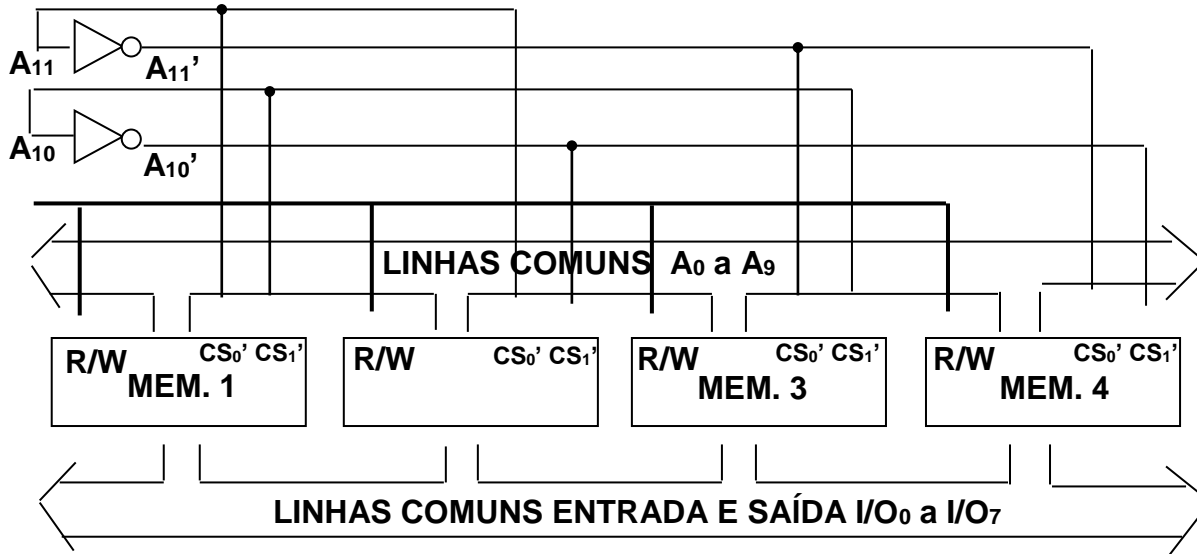 A₁₁ A₁₁’
A₁₀ A₁₀’
LINHAS COMUNS A₀ a A₉
R/W CS₀’ CS₁’
MEM. 1
R/W CS₀’ CS₁’
R/W CS₀’ CS₁’
MEM. 3
R/W CS₀’ CS₁’
MEM. 4
LINHAS COMUNS ENTRADA E SAÍDA I/O₀ a I/O₇